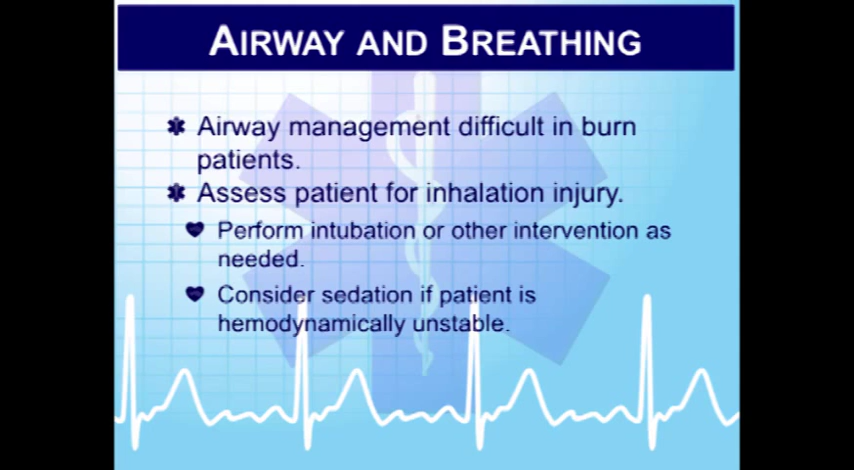 AIRWAY AND BREATHING
Airway management difficult in burn
patients.
Assess patient for inhalation injury.
Perform intubation or other intervention as
needed.
Consider sedation if patient is
hemodynamically unstable.